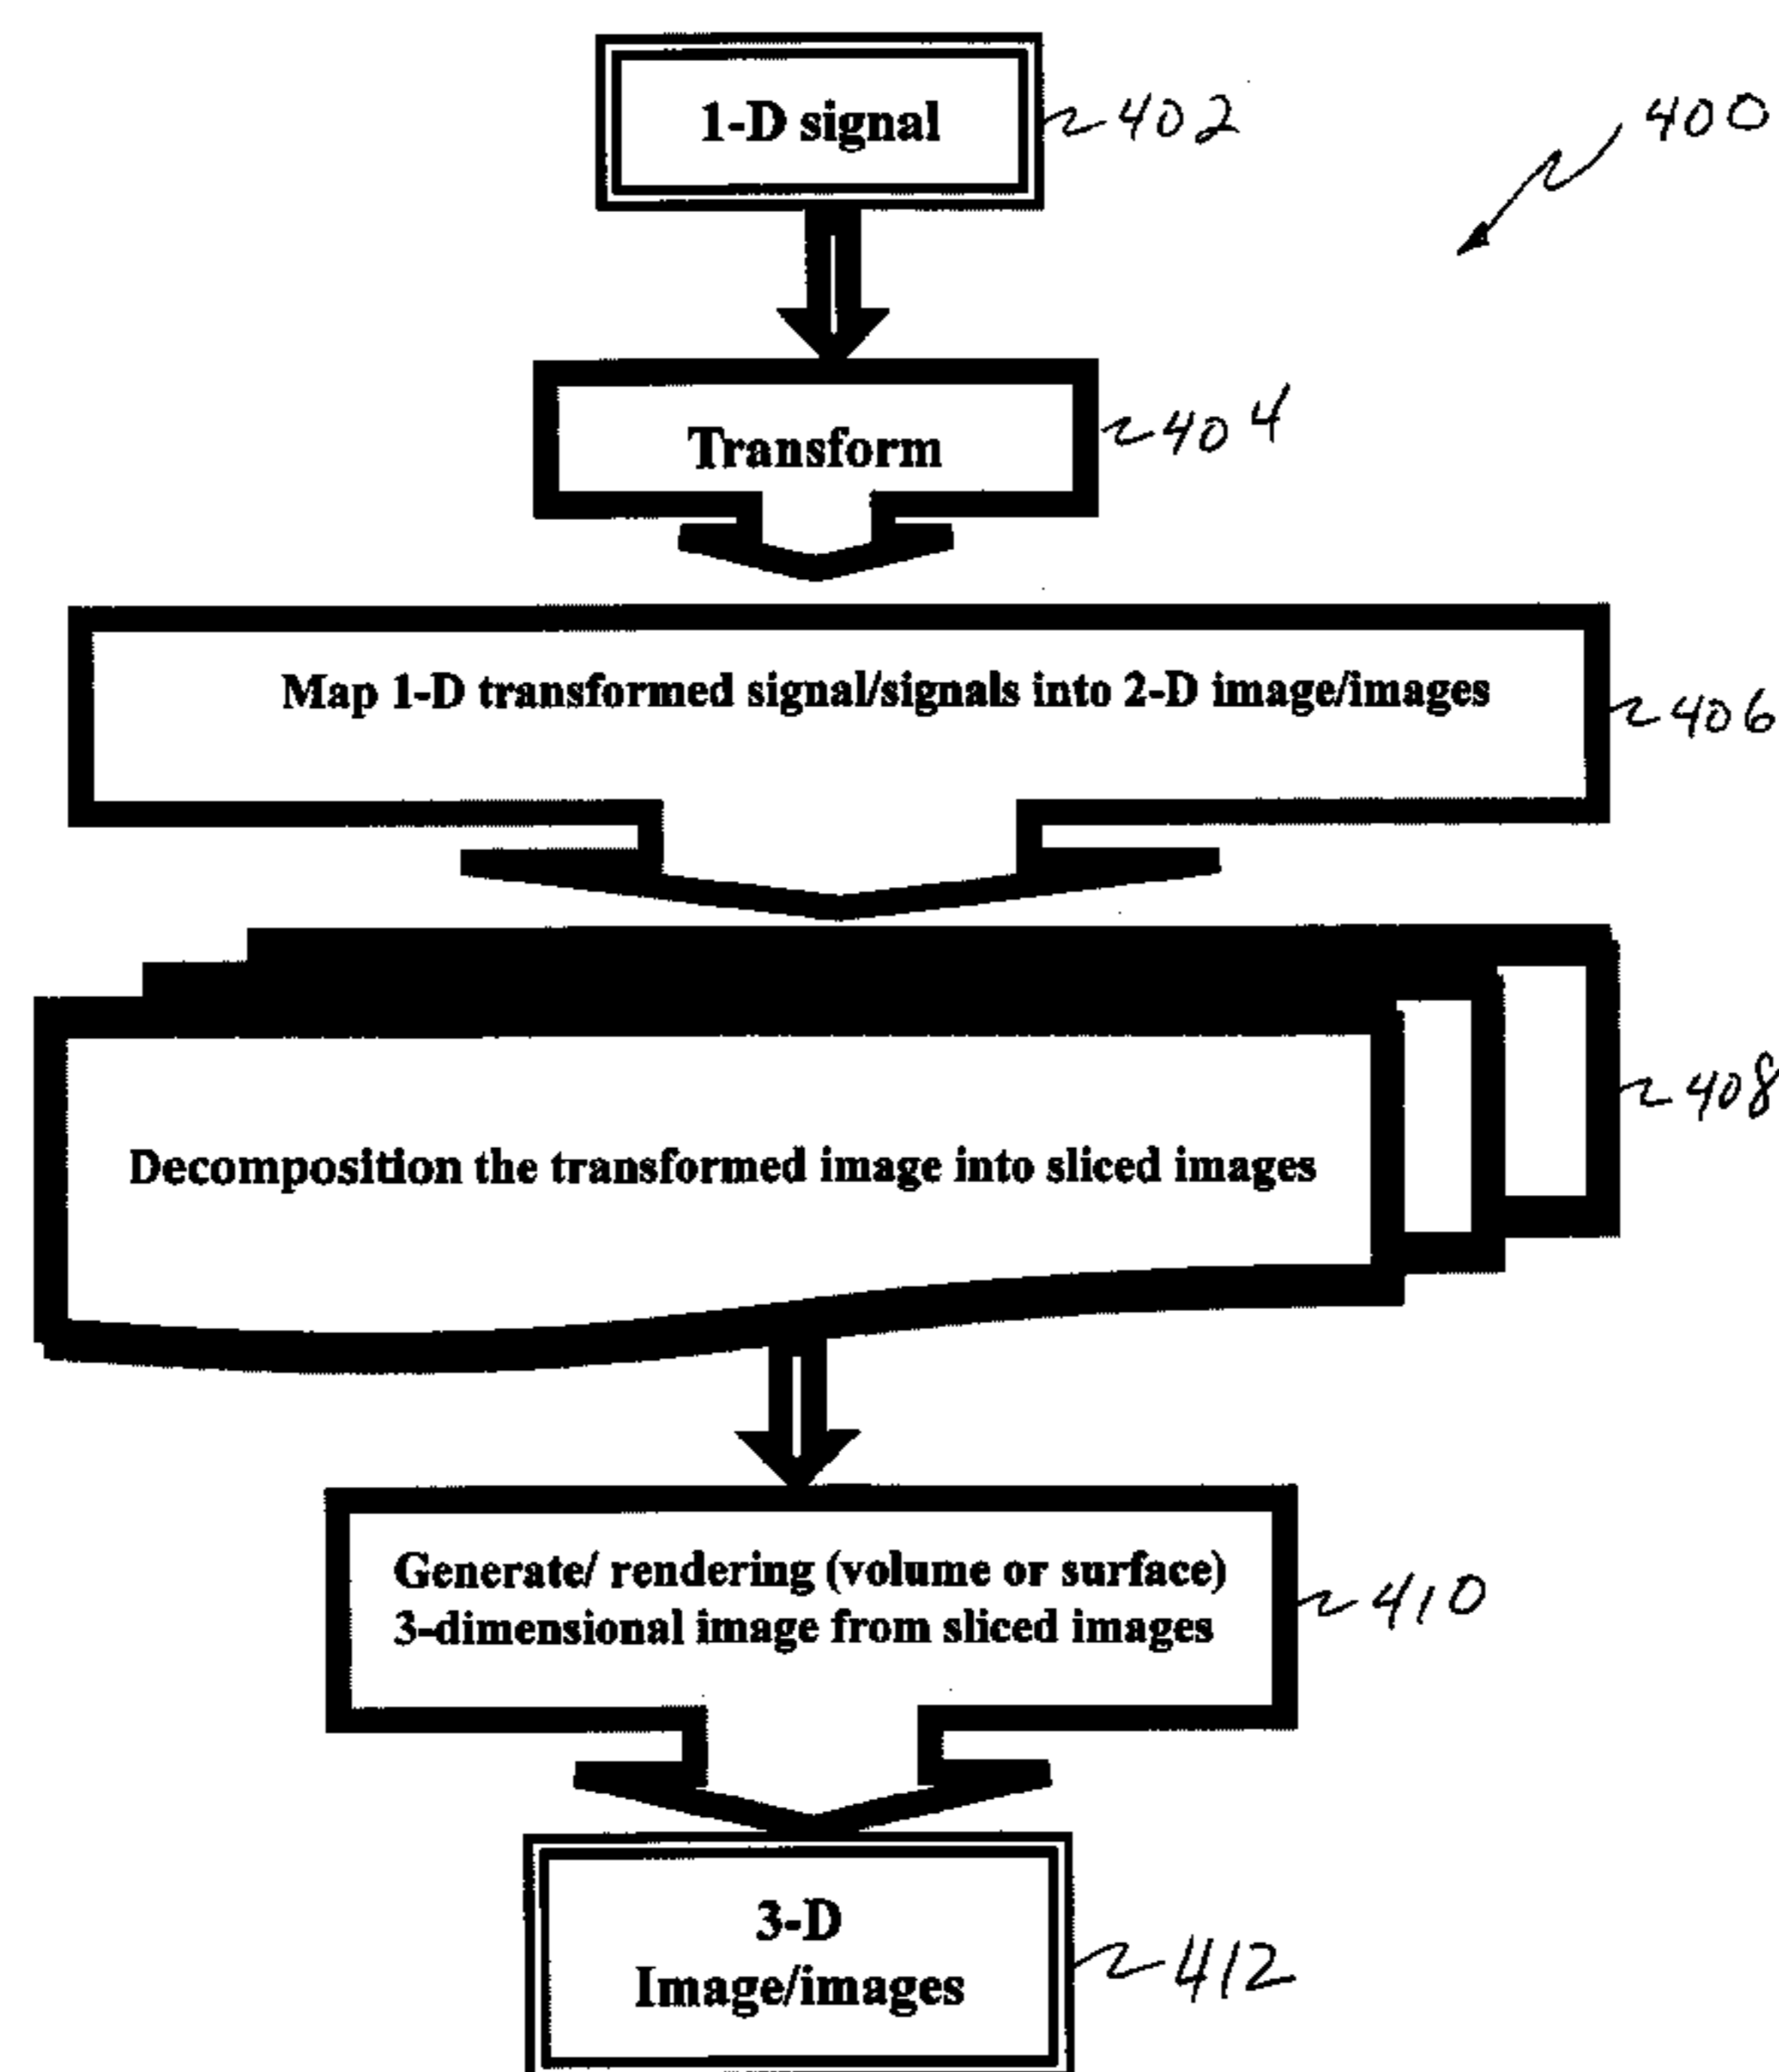 1-D signal
402
400
Transform
404
Map 1-D transformed signal/signals into 2-D image/images
406
408
Decomposition the transformed image into sliced images
Generate/ rendering (volume or surface)
3-dimensional image from sliced images
410
3-D
Image/images
412